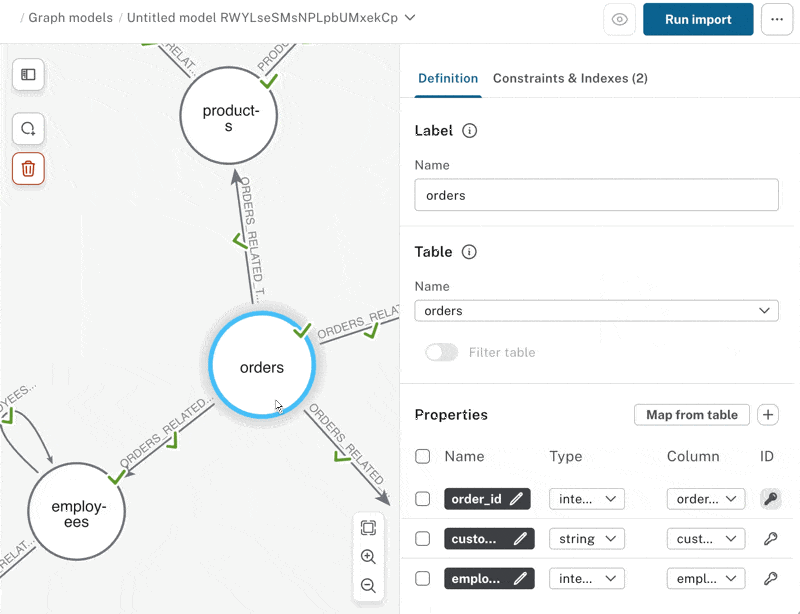 / Graph models / Untitled model RWYLseSMsNPLpbUMxekCp
Run import
...
RELAT...
PRODUC
product-
s
ORDERS_RELATED_T...
orders
ORDERS_RELA
ORDERS_RELATED...
ORDERS_RELATED...
OYEES...
employ-
ees
RELAT...
Definition
Constraints & Indexes (2)
Label
Name
orders
Table
Name
orders
Filter table
Properties
Map from table
Name Type Column ID
order_id inte... order...
custo... string cust...
emplo... inte... empl...